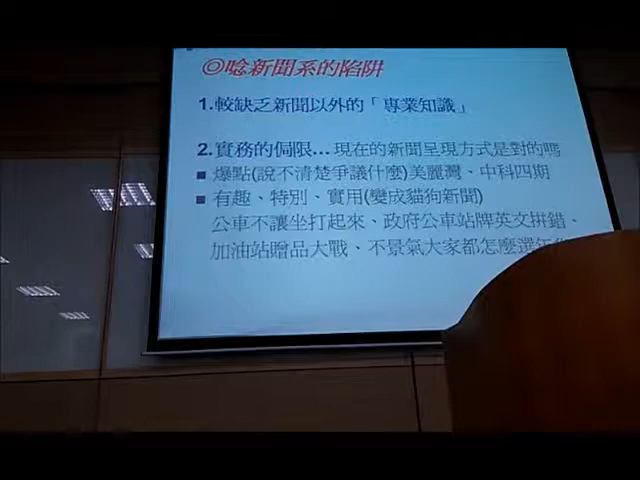 ◎唸新聞系的陷阱
1.較缺乏新聞以外的「專業知識」
2.實務的侷限…現在的新聞呈現方式是對的嗎
■ 爆點(說不清楚爭議什麼)美麗灣、中科四期
■ 有趣、特別、實用(變成貓狗新聞)
公車不讓坐打起來、政府公車站牌英文拼錯、
加油站贈品大戰、不景氣大家都怎麼選